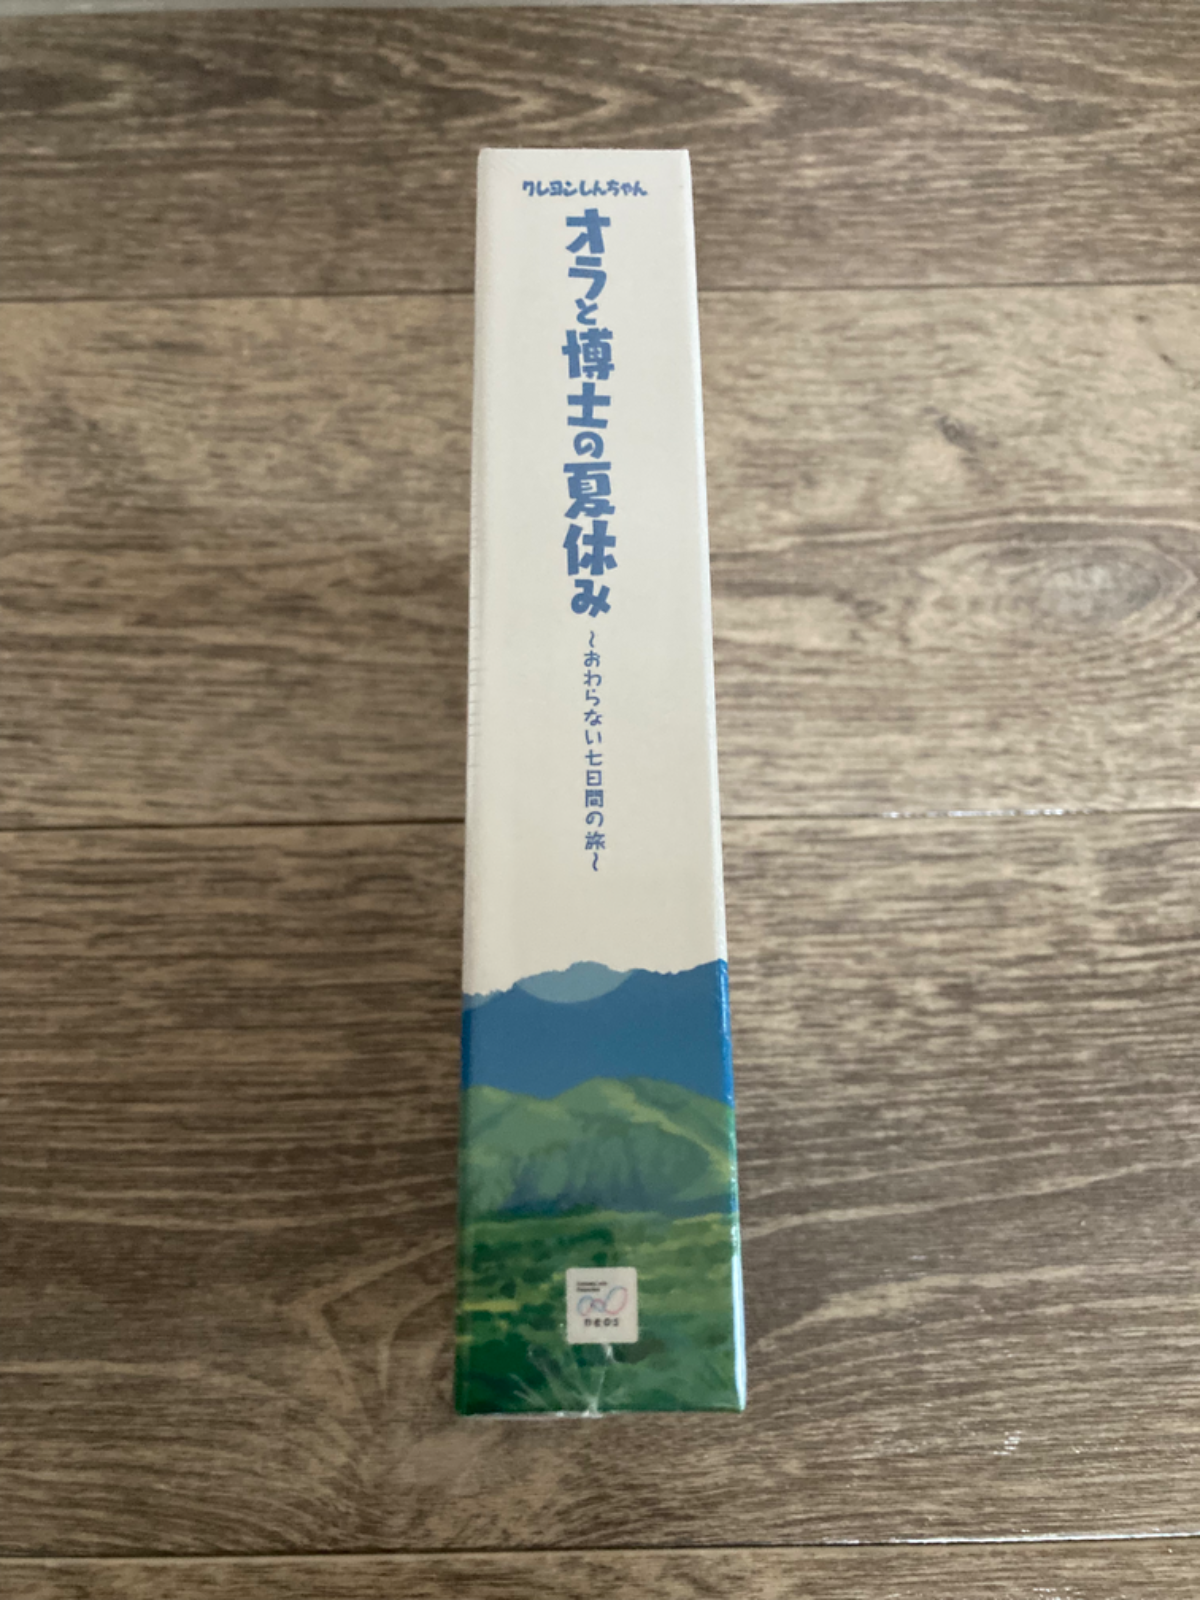 クレヨンしんちゃん
オラと博士の夏休み
～おわらない七日間の旅～
neos